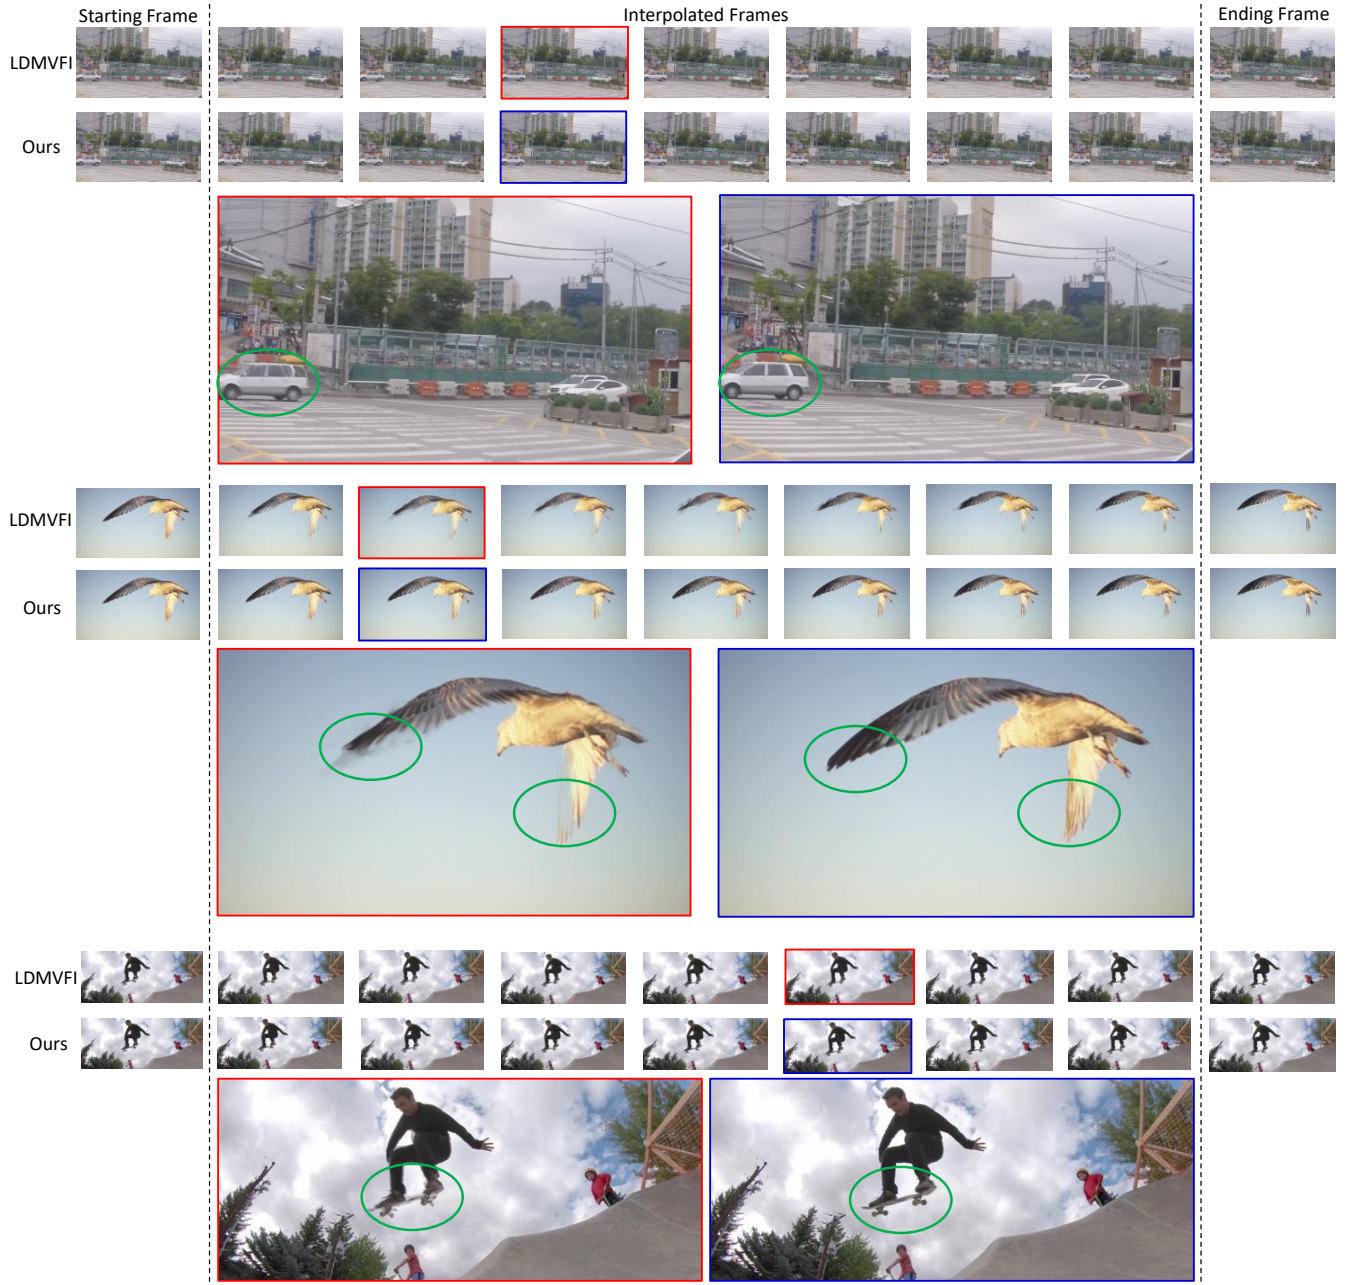 Starting Frame Interpolated Frames Ending Frame
LDMVFI
Ours
LDMVFI
Ours
LDMVFI
Ours